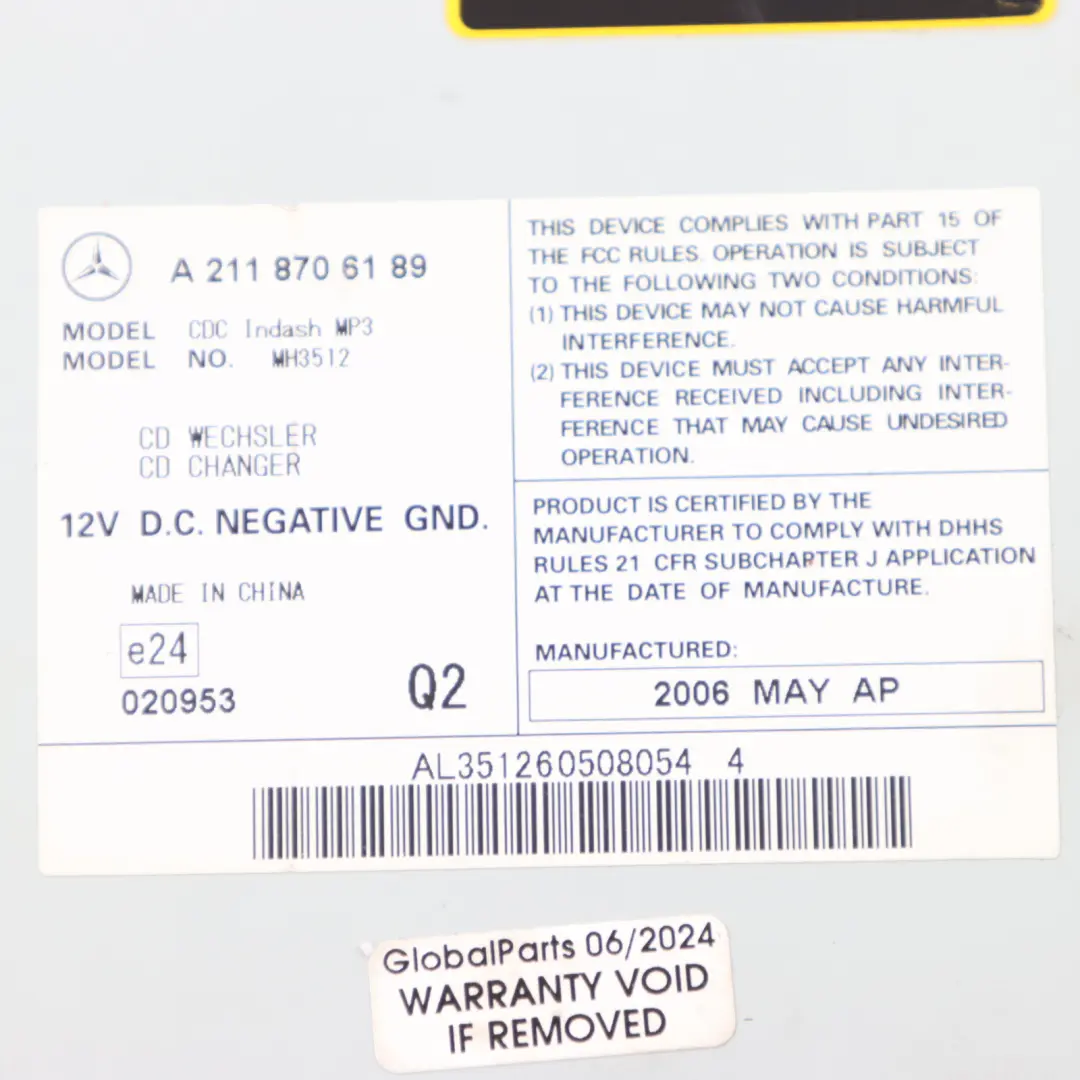 A 211 870 61 89
MODEL CDC Indash MP3
MODEL NO. MH3512
CD WECHSLER
CD CHANGER
12V D.C. NEGATIVE GND.
MADE IN CHINA
e24
020953
Q2
THIS DEVICE COMPLIES WITH PART 15 OF
THE FCC RULES. OPERATION IS SUBJECT
TO THE FOLLOWING TWO CONDITIONS:
(1) THIS DEVICE MAY NOT CAUSE HARMFUL
INTERFERENCE.
(2) THIS DEVICE MUST ACCEPT ANY INTER-
FERENCE RECEIVED INCLUDING INTER-
FERENCE THAT MAY CAUSE UNDESIRED
OPERATION.
PRODUCT IS CERTIFIED BY THE
MANUFACTURER TO COMPLY WITH DHHS
RULES 21 CFR SUBCHAPTER J APPLICATION
AT THE DATE OF MANUFACTURE.
MANUFACTURED:
2006 MAY AP
AL351260508054 4
GlobalParts 06/2024
WARRANTY VOID
IF REMOVED